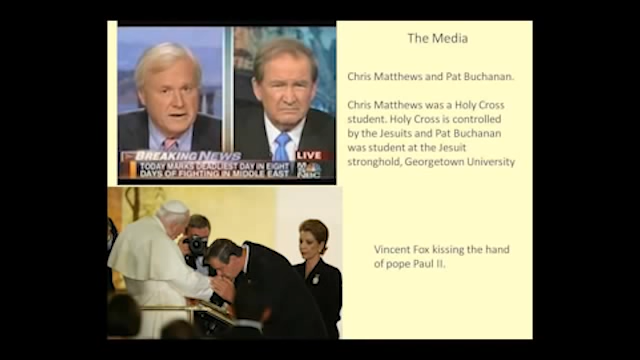 The Media
Chris Matthews and Pat Buchanan.
Chris Matthews was a Holy Cross
student. Holy Cross is controlled
by the Jesuits and Pat Buchanan
was student at the Jesuit
stronghold, Georgetown University
BREAKING NEWS
LIVE
TODAY MARKS DEADLIEST DAY IN EIGHT
DAYS OF FIGHTING IN MIDDLE EAST
MSNBC
Vincent Fox kissing the hand
of pope Paul II.